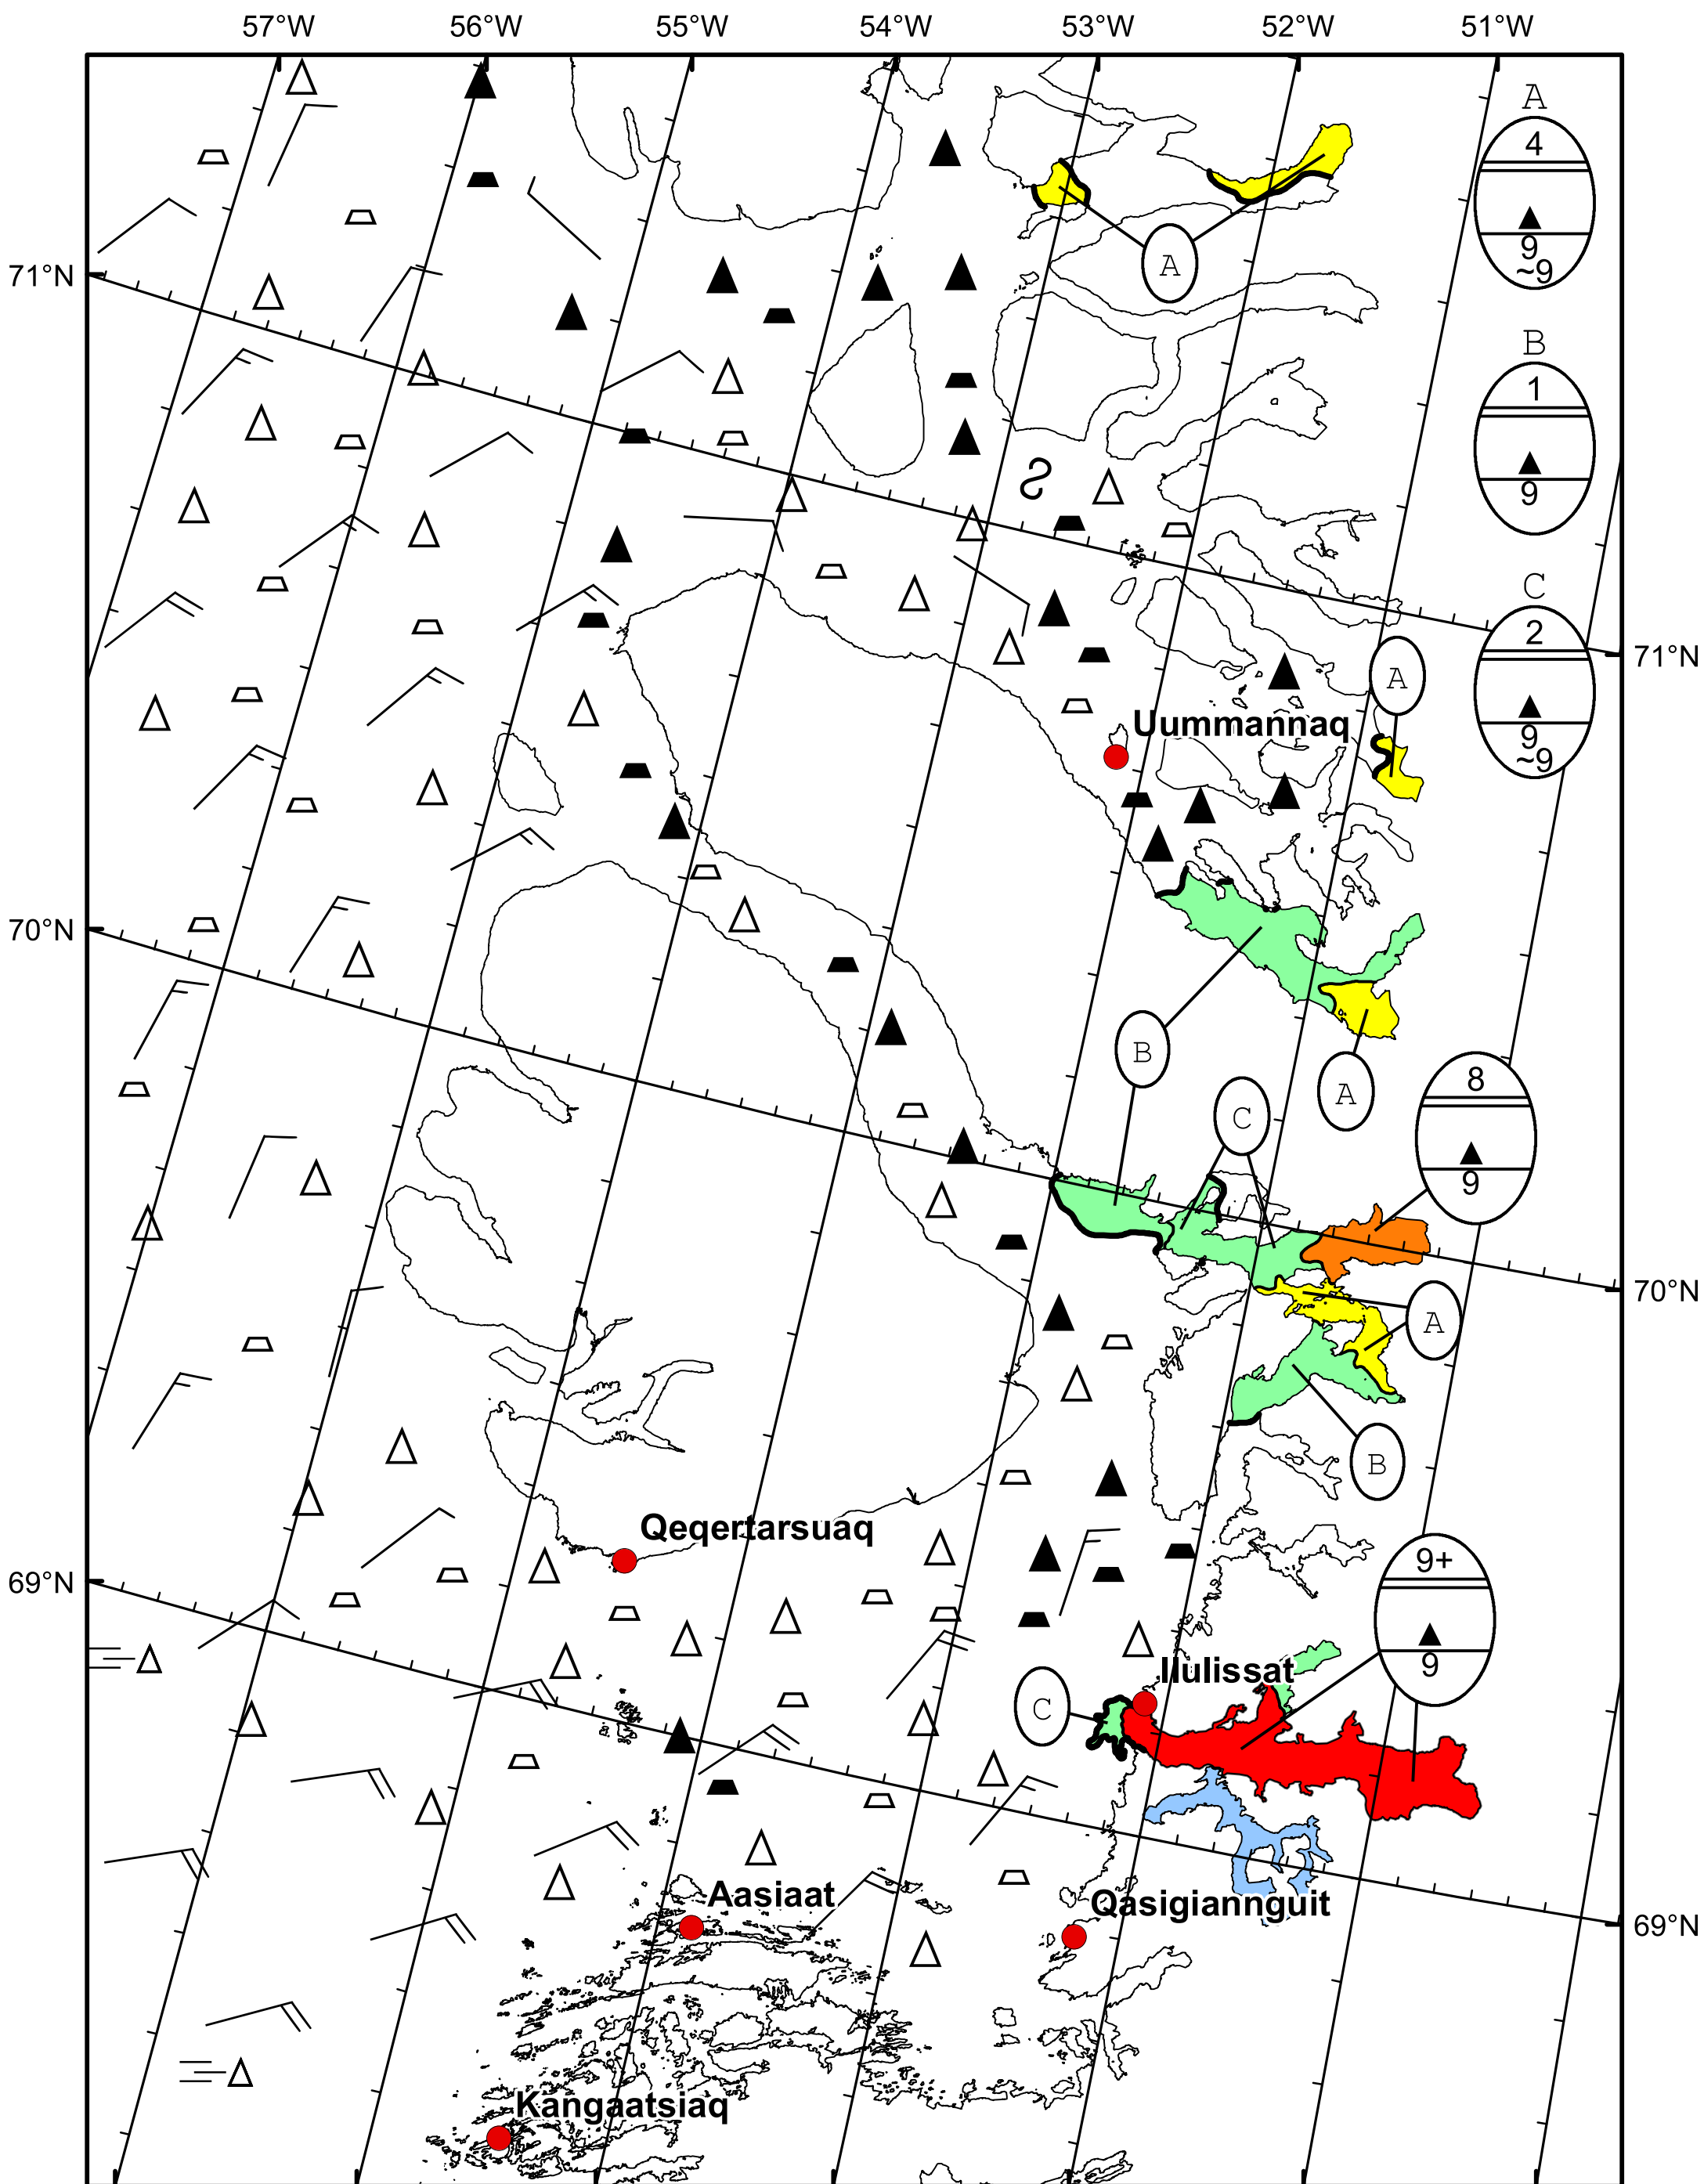 57°W 56°W 55°W 54°W 53°W 52°W 51°W
A
4
9
~9
A
71°N
B
1
9
C
2
9
~9
71°N
A
Uummannaq
70°N
B
A
C
8
9
70°N
A
B
Qeqertarsuaq
69°N
9+
9
Ilulissat
C
Aasiaat
Qasigiannguit
69°N
Kangaatsiaq